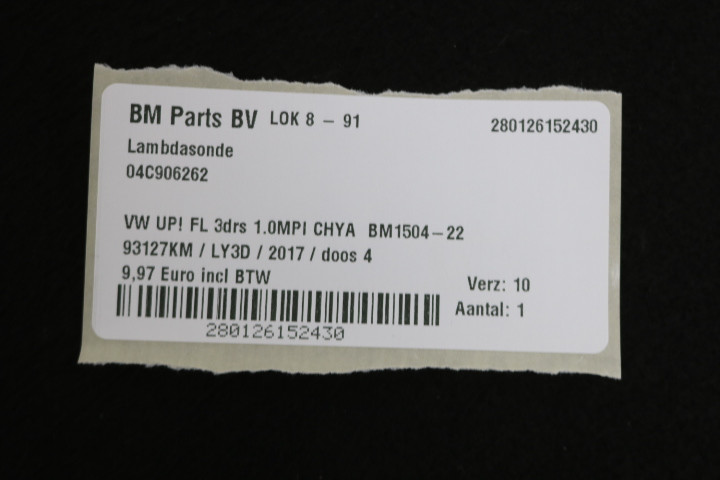 BM Parts BV LOK 8 - 91 280126152430
Lambdasonde
04C906262
VW UP! FL 3drs 1.0MPI CHYA BM1504-22
93127KM / LY3D / 2017 / doos 4
9,97 Euro incl BTW
Verz: 10
Aantal: 1
280126152430